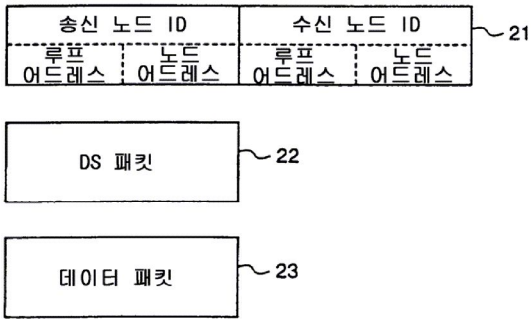 송신 노드 ID 수신 노드 ID 21
루프 노드 루프 노드
어드레스 어드레스 어드레스 어드레스
DS 패킷 22
데이터 패킷 23